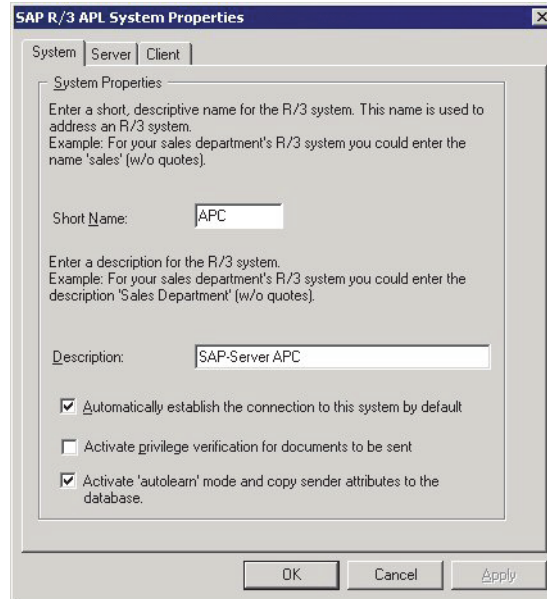 SAP R/3 APL System Properties
System Server Client
System Properties
Enter a short, descriptive name for the R/3 system. This name is used to
address an R/3 system.
Example: For your sales department's R/3 system you could enter the
name 'sales' (w/o quotes).
Short Name: APC
Enter a description for the R/3 system.
Example: For your sales department's R/3 system you could enter the
description 'Sales Department' (w/o quotes).
Description: SAP-Server APC
Automatically establish the connection to this system by default
Activate privilege verification for documents to be sent
Activate 'autolearn' mode and copy sender attributes to the
database.
OK Cancel Apply